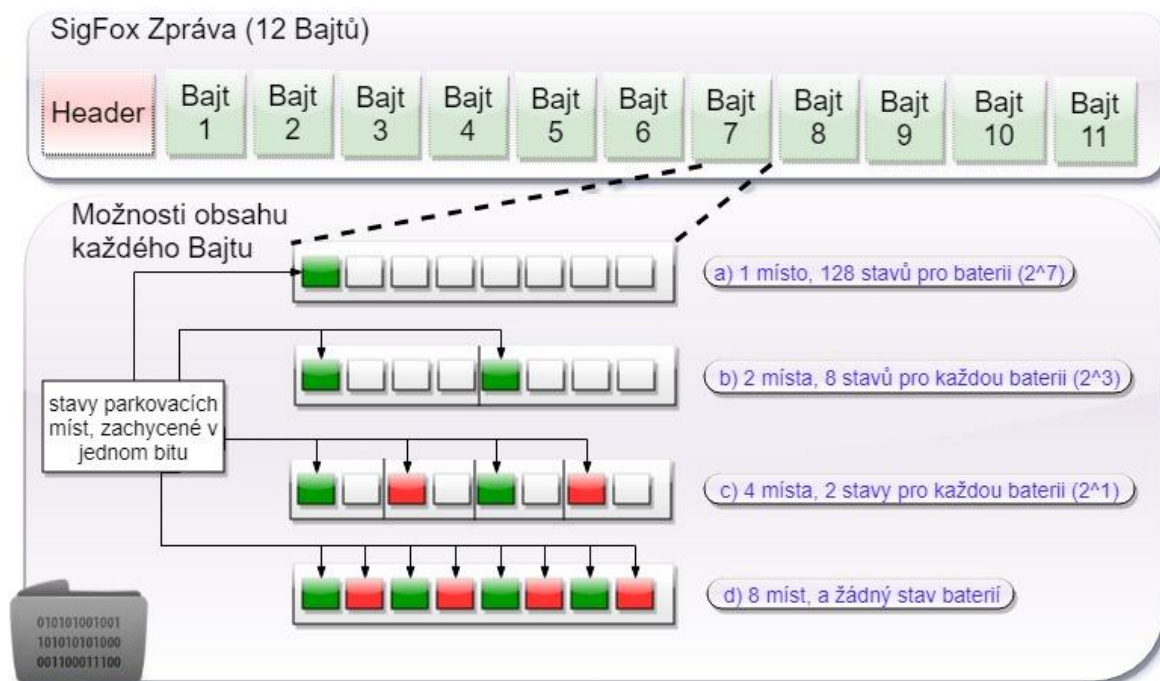 SigFox Zpráva (12 Bajtů)
Header
Bajt
1
Bajt
2
Bajt
3
Bajt
4
Bajt
5
Bajt
6
Bajt
7
Bajt
8
Bajt
9
Bajt
10
Bajt
11
Možnosti obsahu
každého Bajtu
a) 1 místo, 128 stavů pro baterii (2^7)
b) 2 místa, 8 stavů pro každou baterii (2^3)
stavy parkovacích
míst, zachycené v
jednom bitu
c) 4 místa, 2 stavy pro každou baterii (2^1)
d) 8 míst, a žádný stav baterií
010101001001
101010101000
001100011100